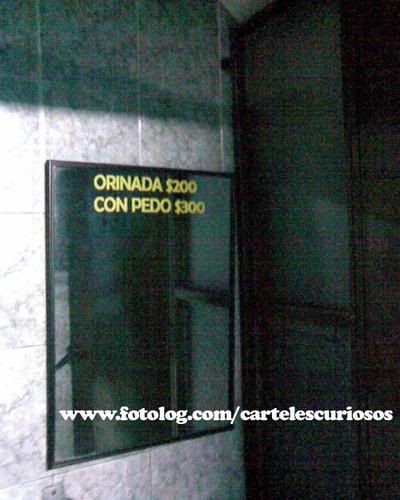 ORINADA $200
CON PEDO $300
www.fotolog.com/cartelescuriosos